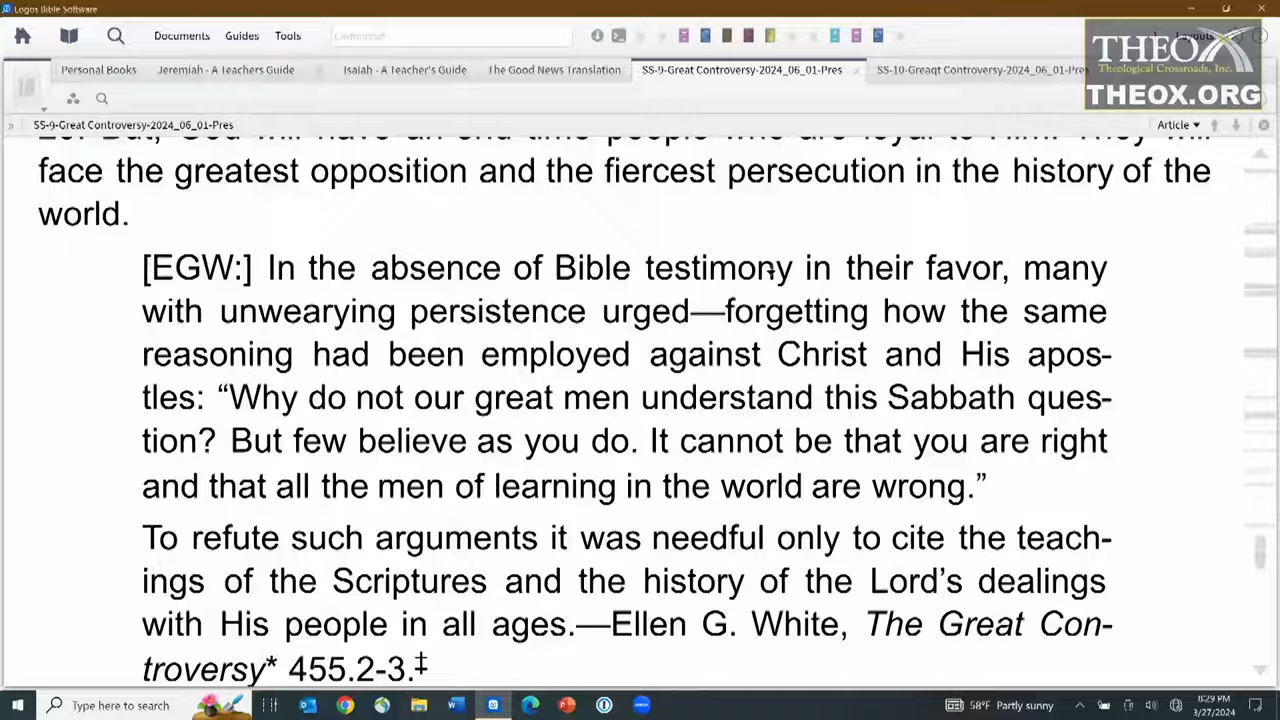 Logos Bible Software
Documents Guides Tools Command Layouts
THEOX
Theological Crossroads, Inc.
THEOX.ORG
Personal Books Jeremiah - A Teachers Guide Isaiah - A The Good News Translation SS-9-Great Controversy-2024_06_01-Pres SS-10-Greaqt Controversy-2024_06_01-Pres
SS-9-Great Controversy-2024_06_01-Pres Article
face the greatest opposition and the fiercest persecution in the history of the
world.
[EGW:] In the absence of Bible testimony in their favor, many
with unwearying persistence urged—forgetting how the same
reasoning had been employed against Christ and His apos-
tles: “Why do not our great men understand this Sabbath ques-
tion? But few believe as you do. It cannot be that you are right
and that all the men of learning in the world are wrong.”
To refute such arguments it was needful only to cite the teach-
ings of the Scriptures and the history of the Lord’s dealings
with His people in all ages.—Ellen G. White, The Great Con-
troversy* 455.2-3.‡
Type here to search 58°F Partly sunny 8:29 PM
3/27/2024